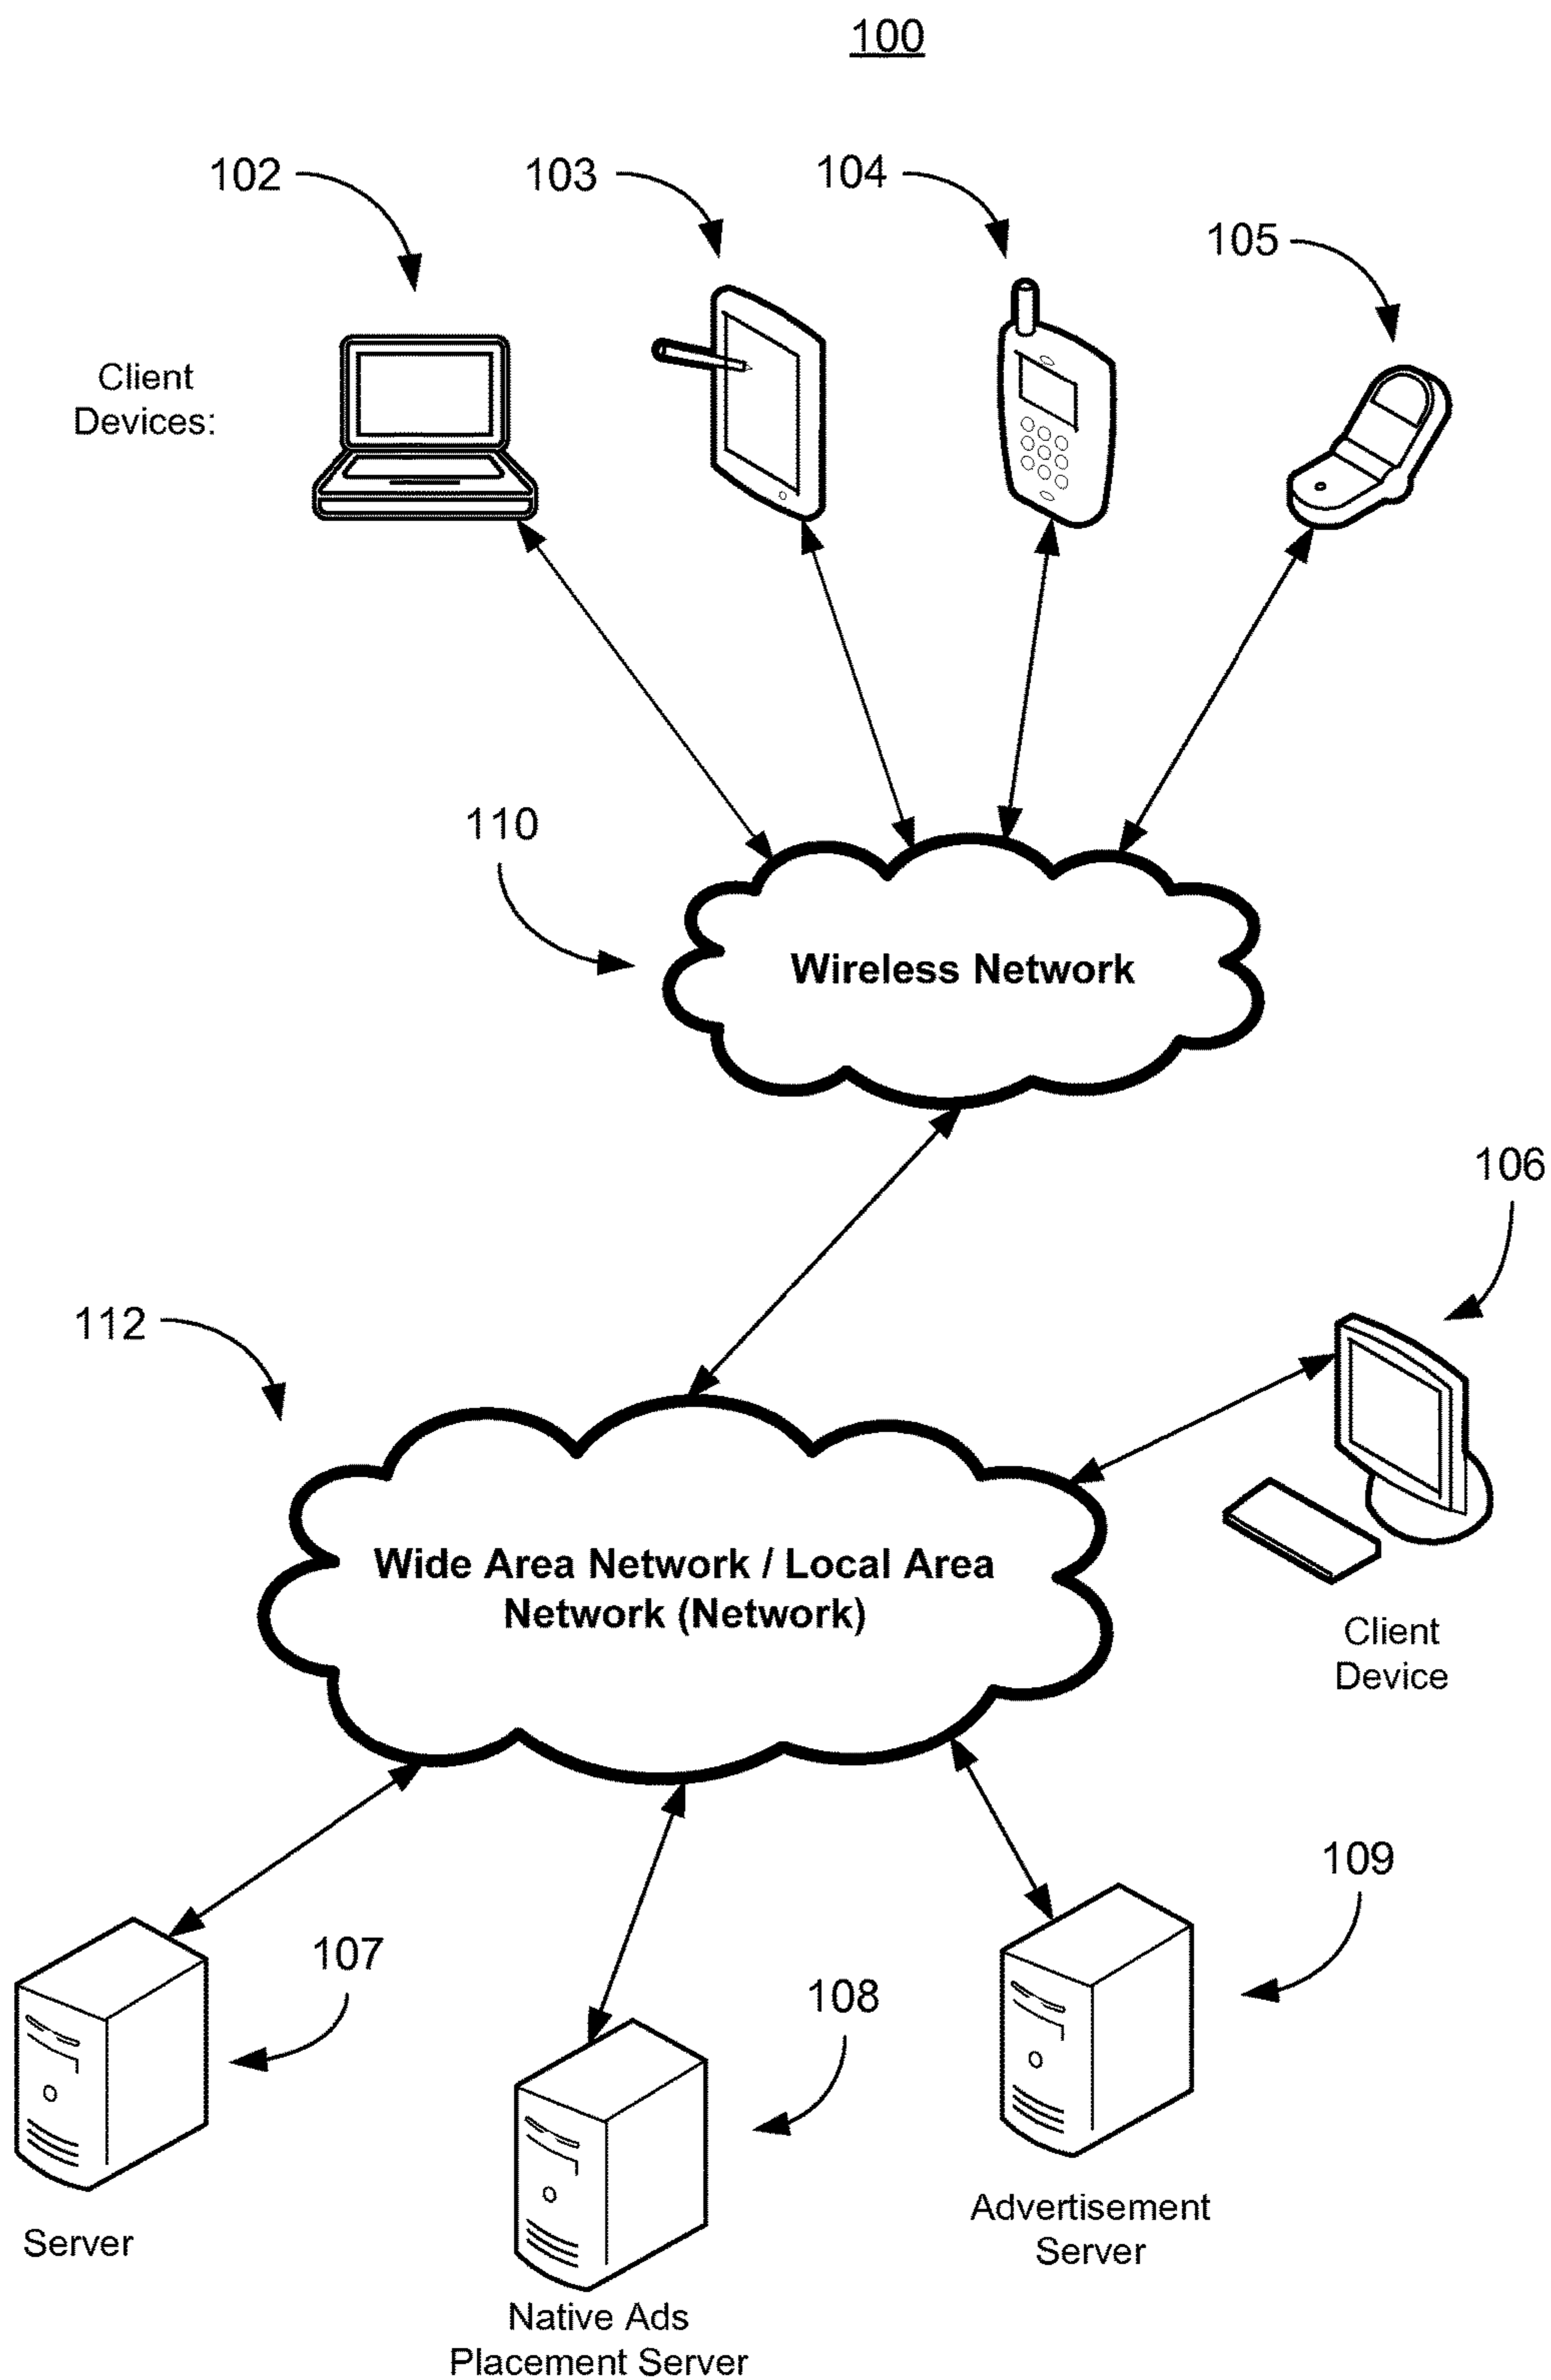 100
102
103
104
105
Client
Devices:
110
Wireless Network
106
112
Wide Area Network / Local Area
Network (Network)
Client
Device
109
107
108
Advertisement
Server
Server
Native Ads
Placement Server